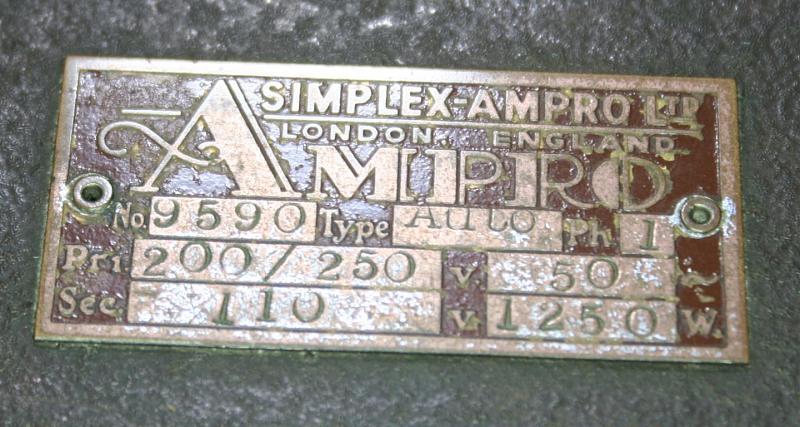 SIMPLEX-AMPRO LTD
LONDON ENGLAND
AMPRO
No. 9590 Type Auto Ph 1
Pri. 200/250 v. 50 ~
Sec. 110 v. 1250 W.